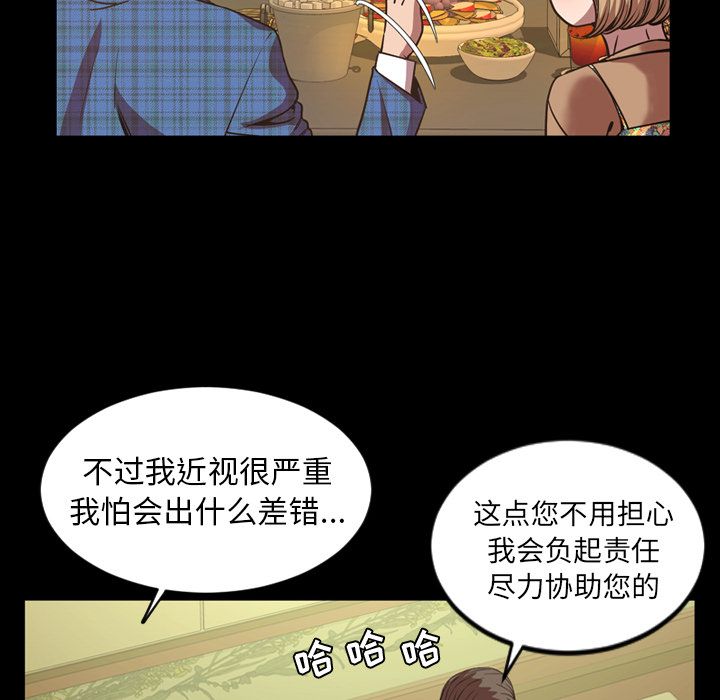 不过我近视很严重
我怕会出什么差错...
这点您不用担心
我会负起责任
尽力协助您的
哈哈哈